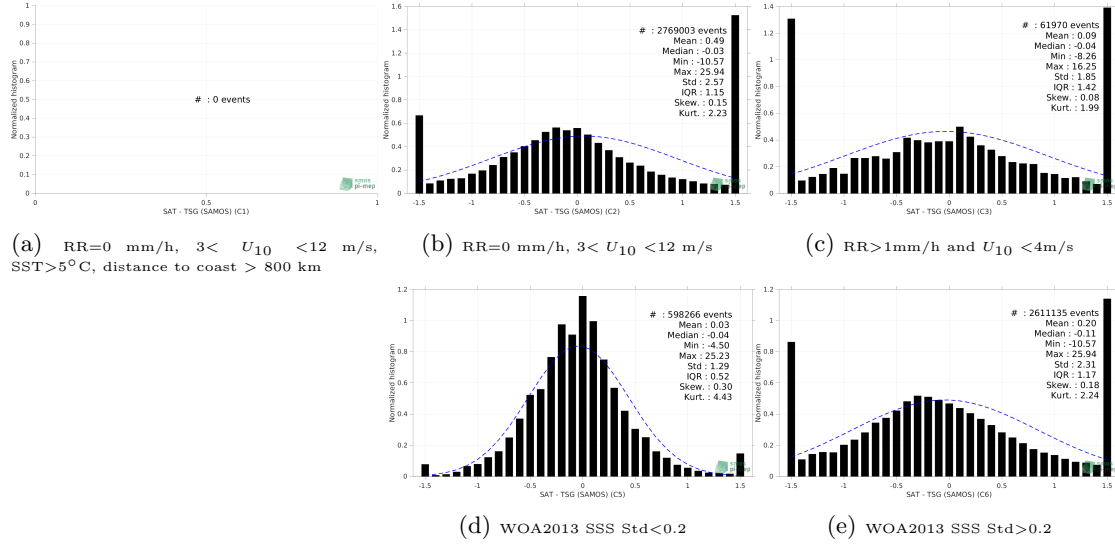 1
0.9
0.8
0.7
0.6
0.5
0.4
0.3
0.2
0.1
0
Normalized histogram
# : 0 events
smos
pi-mep
0 0.5 1
SAT - TSG (SAMOS) (C1)
(a) RR=0 mm/h, 3< U10 <12 m/s,
SST>5°C, distance to coast > 800 km
1.6
1.4
1.2
1
0.8
0.6
0.4
0.2
0
Normalized histogram
# : 2769003 events
Mean : 0.49
Median : -0.03
Min : -10.57
Max : 25.94
Std : 2.57
IQR : 1.15
Skew. : 0.15
Kurt. : 2.23
smos
pi-mep
-1.5 -1 -0.5 0 0.5 1 1.5
SAT - TSG (SAMOS) (C2)
(b) RR=0 mm/h, 3< U10 <12 m/s
1.4
1.2
1
0.8
0.6
0.4
0.2
0
Normalized histogram
# : 61970 events
Mean : 0.09
Median : -0.04
Min : -8.26
Max : 16.25
Std : 1.85
IQR : 1.42
Skew. : 0.08
Kurt. : 1.99
smos
pi-mep
-1.5 -1 -0.5 0 0.5 1 1.5
SAT - TSG (SAMOS) (C3)
(c) RR>1mm/h and U10 <4m/s
1.2
1
0.8
0.6
0.4
0.2
0
Normalized histogram
# : 598266 events
Mean : 0.03
Median : -0.04
Min : -4.50
Max : 25.23
Std : 1.29
IQR : 0.52
Skew. : 0.30
Kurt. : 4.43
smos
pi-mep
-1.5 -1 -0.5 0 0.5 1 1.5
SAT - TSG (SAMOS) (C5)
(d) WOA2013 SSS Std<0.2
1.2
1
0.8
0.6
0.4
0.2
0
Normalized histogram
# : 2611135 events
Mean : 0.20
Median : -0.11
Min : -10.57
Max : 25.94
Std : 2.31
IQR : 1.17
Skew. : 0.18
Kurt. : 2.24
smos
pi-mep
-1.5 -1 -0.5 0 0.5 1 1.5
SAT - TSG (SAMOS) (C6)
(e) WOA2013 SSS Std>0.2